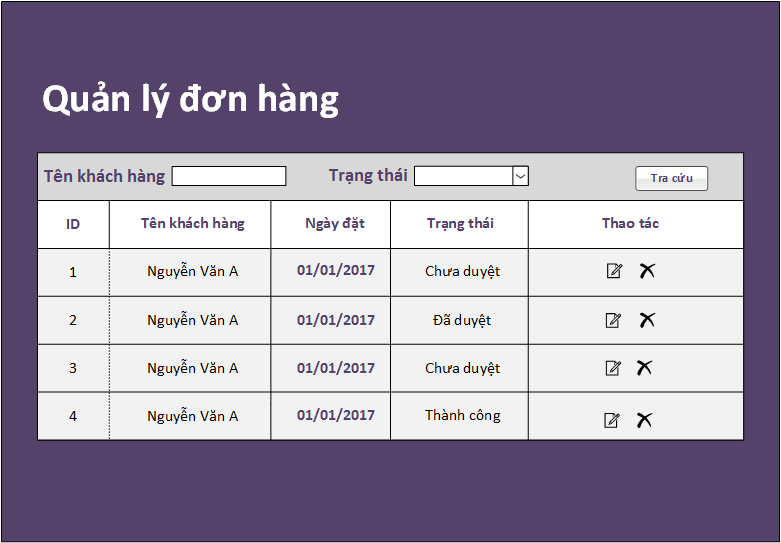 Quản lý đơn hàng
Tên khách hàng Trạng thái Tra cứu
ID Tên khách hàng Ngày đặt Trạng thái Thao tác
1 Nguyễn Văn A 01/01/2017 Chưa duyệt
2 Nguyễn Văn A 01/01/2017 Đã duyệt
3 Nguyễn Văn A 01/01/2017 Chưa duyệt
4 Nguyễn Văn A 01/01/2017 Thành công